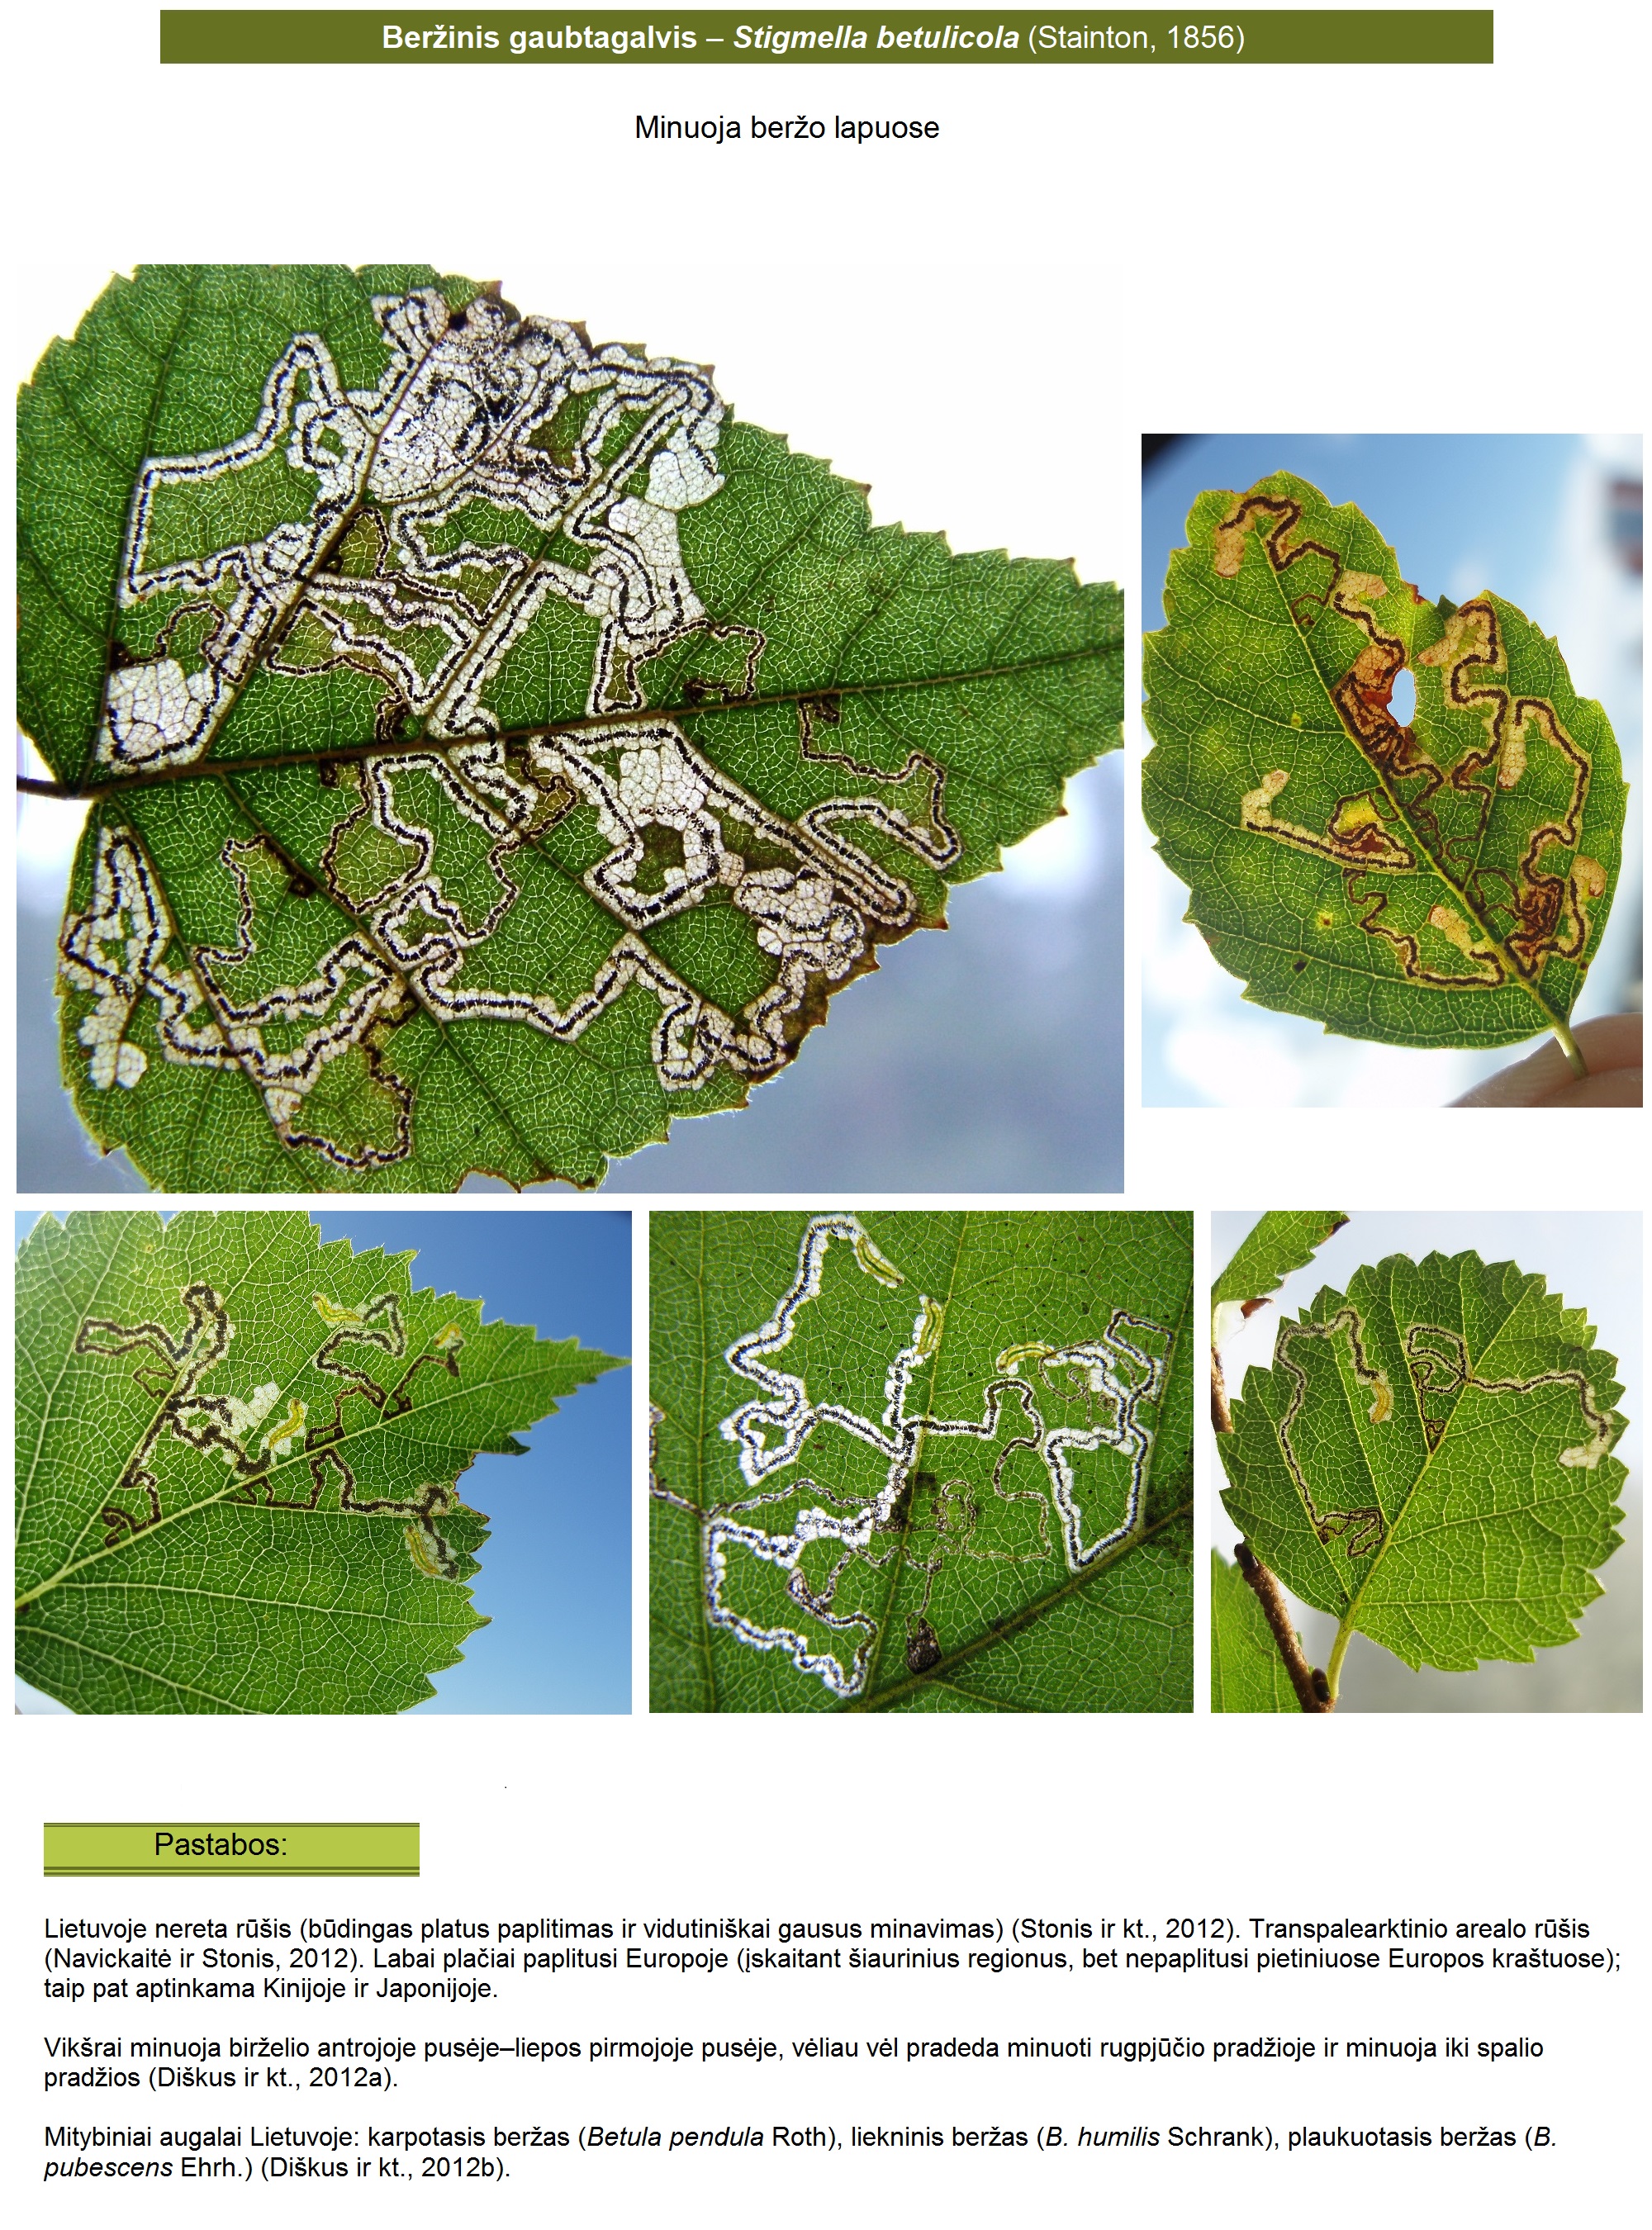 Beržinis gaubtagalvis – Stigmella betulicola (Stainton, 1856)
Minuoja beržo lapuose
Pastabos:
Lietuvoje nereta rūšis (būdingas platus paplitimas ir vidutiniškai gausus minavimas) (Stonis ir kt., 2012). Transpalearktinio arealo rūšis
(Navickaitė ir Stonis, 2012). Labai plačiai paplitusi Europoje (įskaitant šiaurinius regionus, bet nepaplitusi pietiniuose Europos kraštuose);
taip pat aptinkama Kinijoje ir Japonijoje.
Vikšrai minuoja birželio antrojoje pusėje–liepos pirmojoje pusėje, vėliau vėl pradeda minuoti rugpjūčio pradžioje ir minuoja iki spalio
pradžios (Diškus ir kt., 2012a).
Mitybiniai augalai Lietuvoje: karpotasis beržas (Betula pendula Roth), liekninis beržas (B. humilis Schrank), plaukuotasis beržas (B.
pubescens Ehrh.) (Diškus ir kt., 2012b).